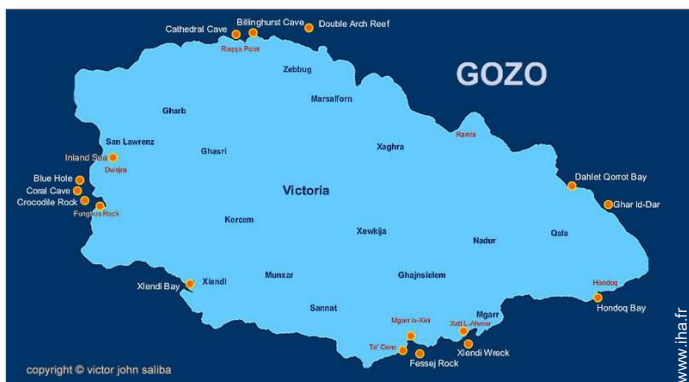 Cathedral Cave
Billinghurst Cave
Double Arch Reef
Reqqa Point
GOZO
Zebbug
Marsalforn
Gharb
Ramla
San Lawrenz
Ghasri
Xaghra
Inland Sea
Dwejra
Blue Hole
Coral Cave
Crocodile Rock
Fungus Rock
Victoria
Dahlet Qorrot Bay
Ghar Id-Dar
Kercem
Xewkija
Nadur
Qala
Xlendi Bay
Xlendi
Munxar
Ghajnsielem
Hondoq
Hondoq Bay
Sannat
Mgarr
Mgarr ix-Xini
Xatt L-Ahmar
Ta' Cenc
Fessej Rock
Xlendi Wreck
copyright © victor john saliba
www.iha.fr